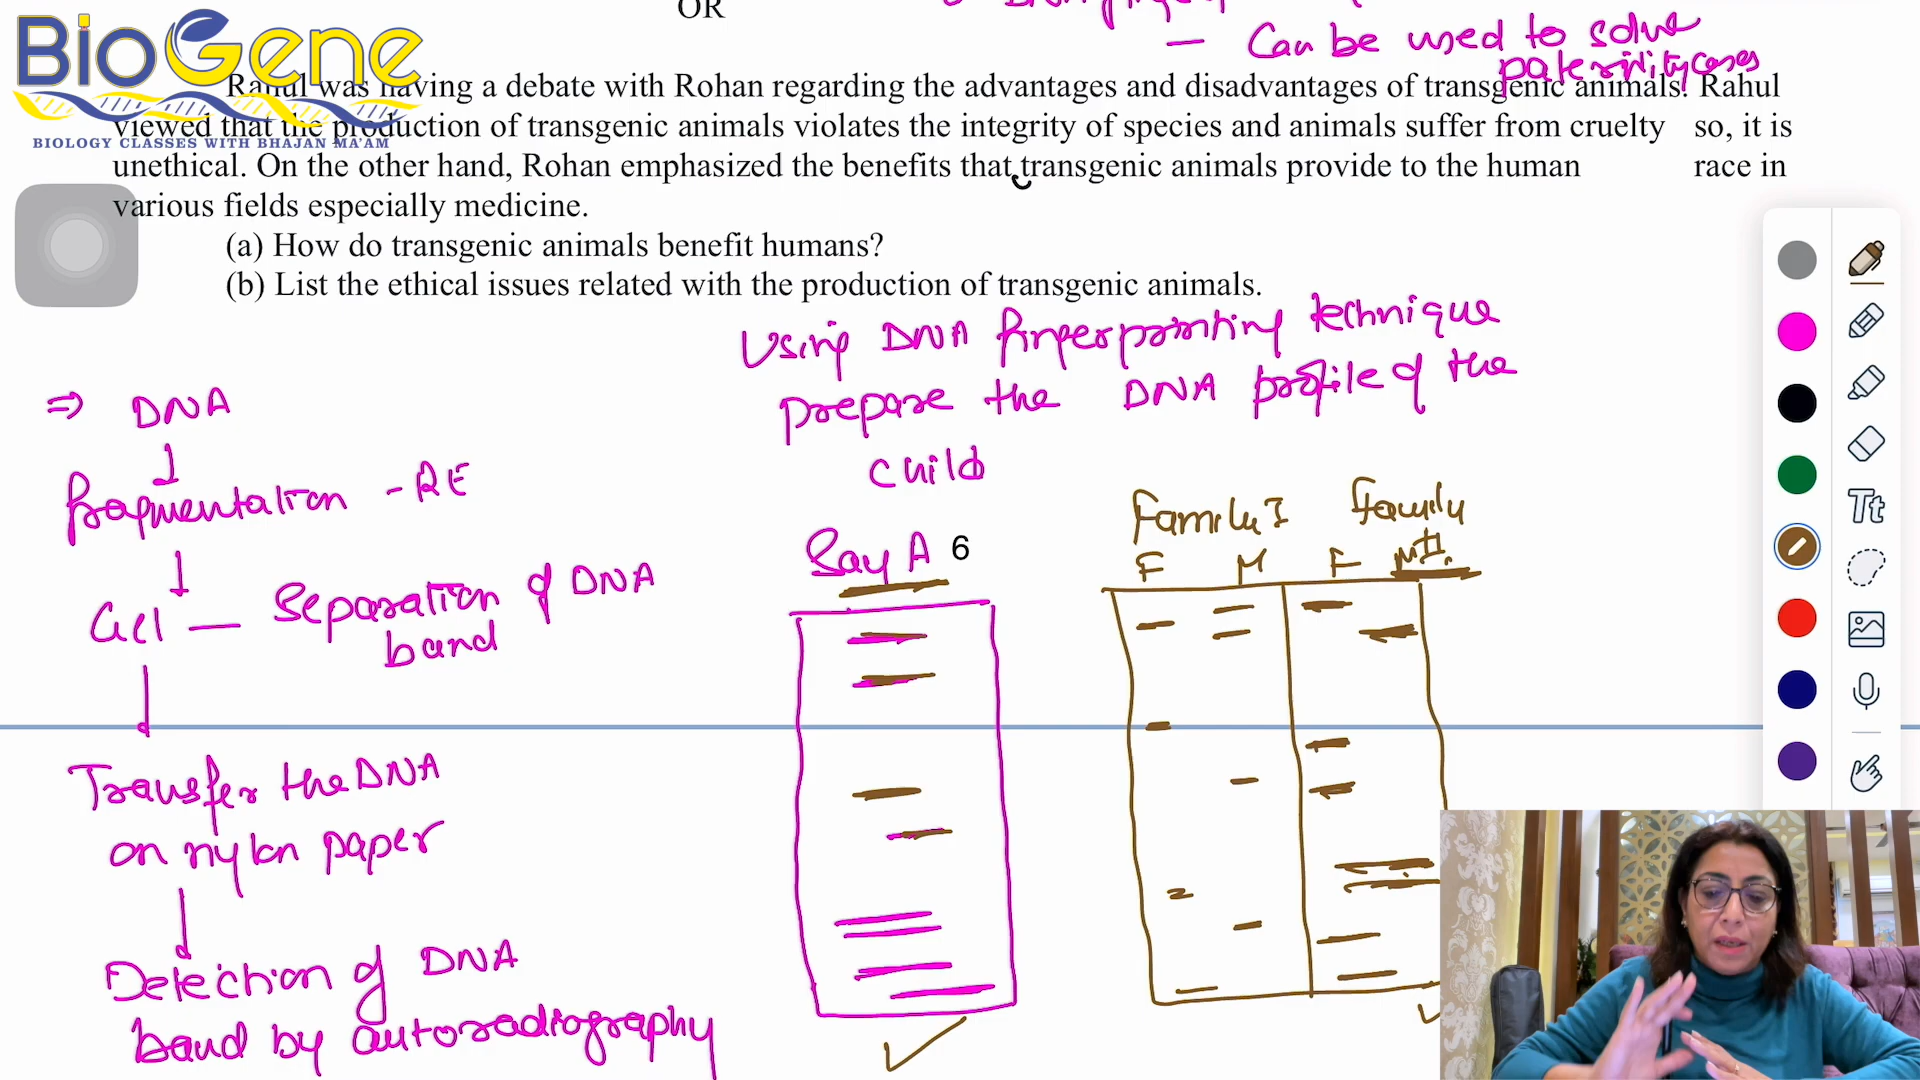 OR
— Can be used to solve
paternity cases
BioGene
BIOLOGY CLASSES WITH BHAJAN MA'AM
Rahul was having a debate with Rohan regarding the advantages and disadvantages of transgenic animals. Rahul
viewed that the production of transgenic animals violates the integrity of species and animals suffer from cruelty so, it is
unethical. On the other hand, Rohan emphasized the benefits that transgenic animals provide to the human race in
various fields especially medicine.
(a) How do transgenic animals benefit humans?
(b) List the ethical issues related with the production of transgenic animals.
Using DNA fingerprinting technique
prepare the DNA profile of the
child
⇒ DNA
fragmentation - RE
Gel — Separation of DNA
band
Transfer the DNA
on nylon paper
Detection of DNA
band by autoradiography
Say A 6
Family I Family
II.
F M F M
Tt